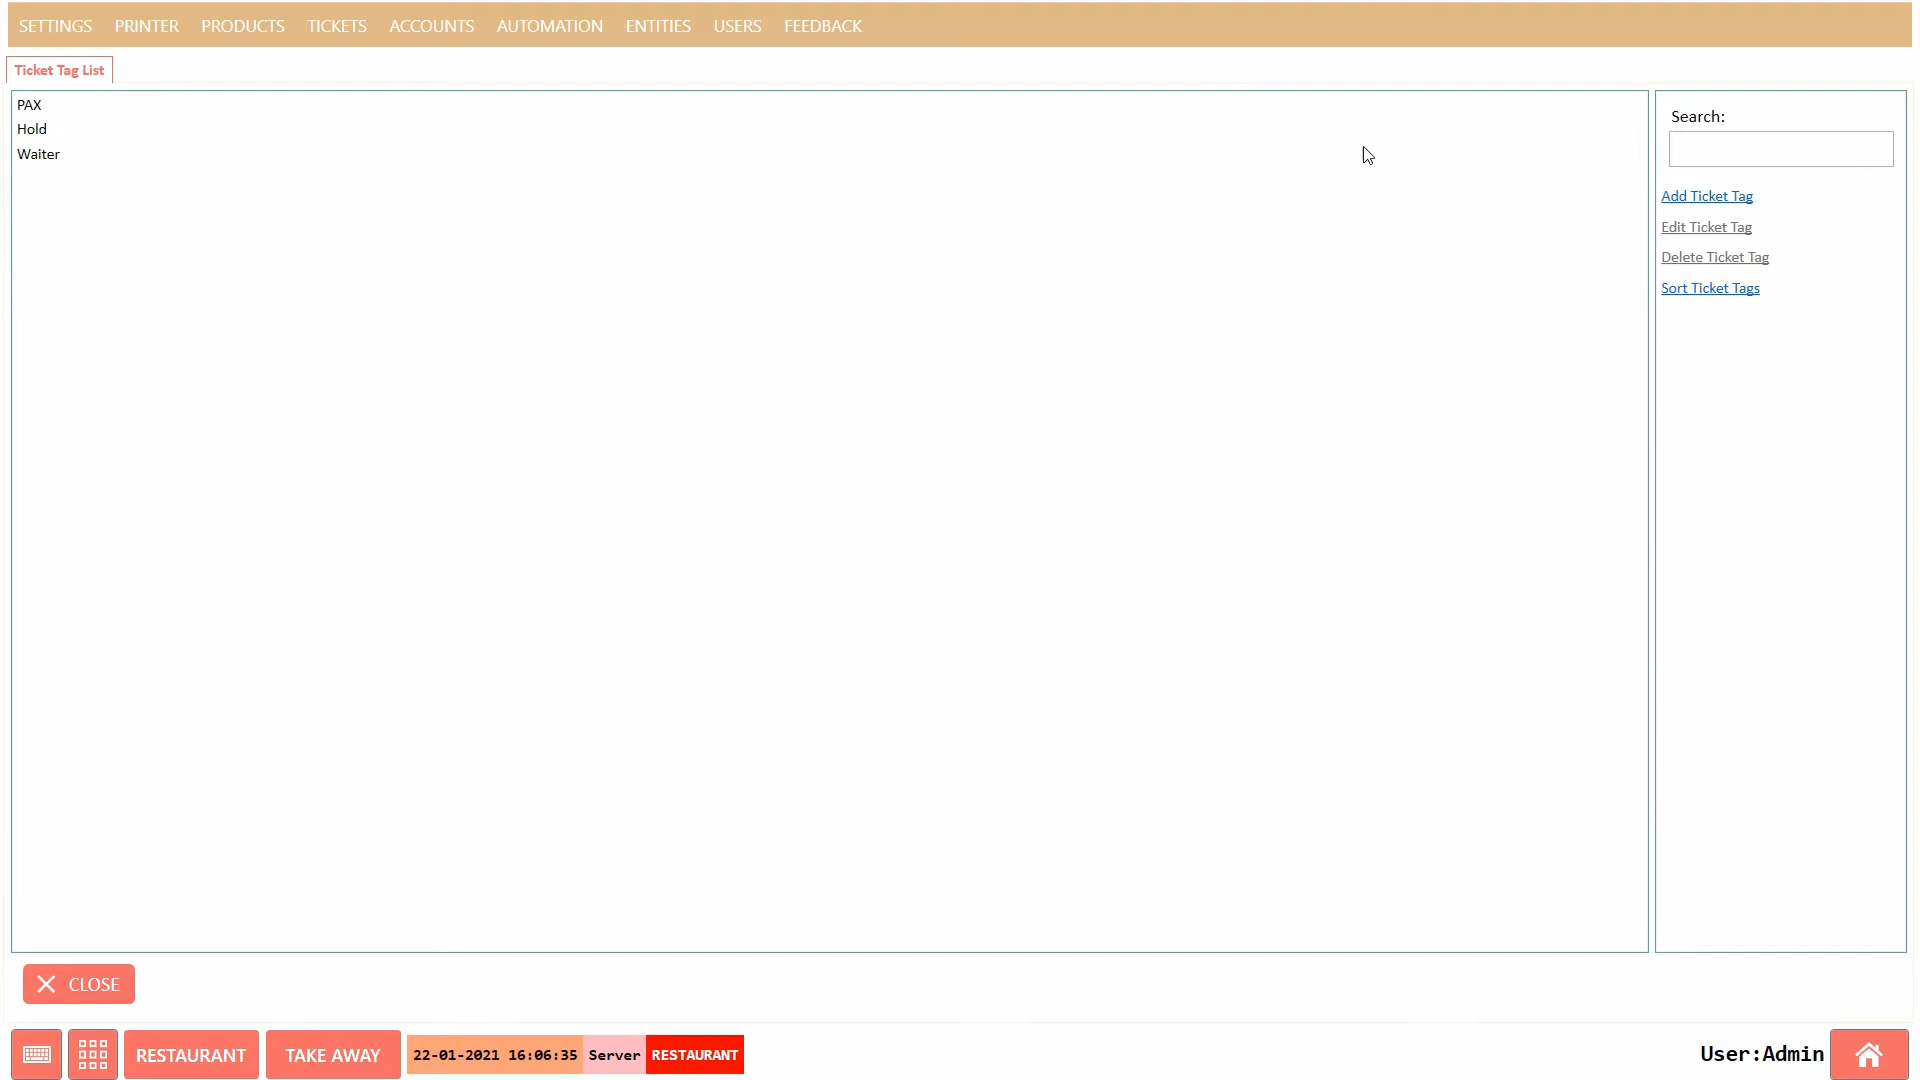 SETTINGS PRINTER PRODUCTS TICKETS ACCOUNTS AUTOMATION ENTITIES USERS FEEDBACK
Ticket Tag List
PAX
Hold
Waiter
Search:
Add Ticket Tag
Edit Ticket Tag
Delete Ticket Tag
Sort Ticket Tags
CLOSE
RESTAURANT TAKE AWAY 22-01-2021 16:06:35 Server RESTAURANT User:Admin